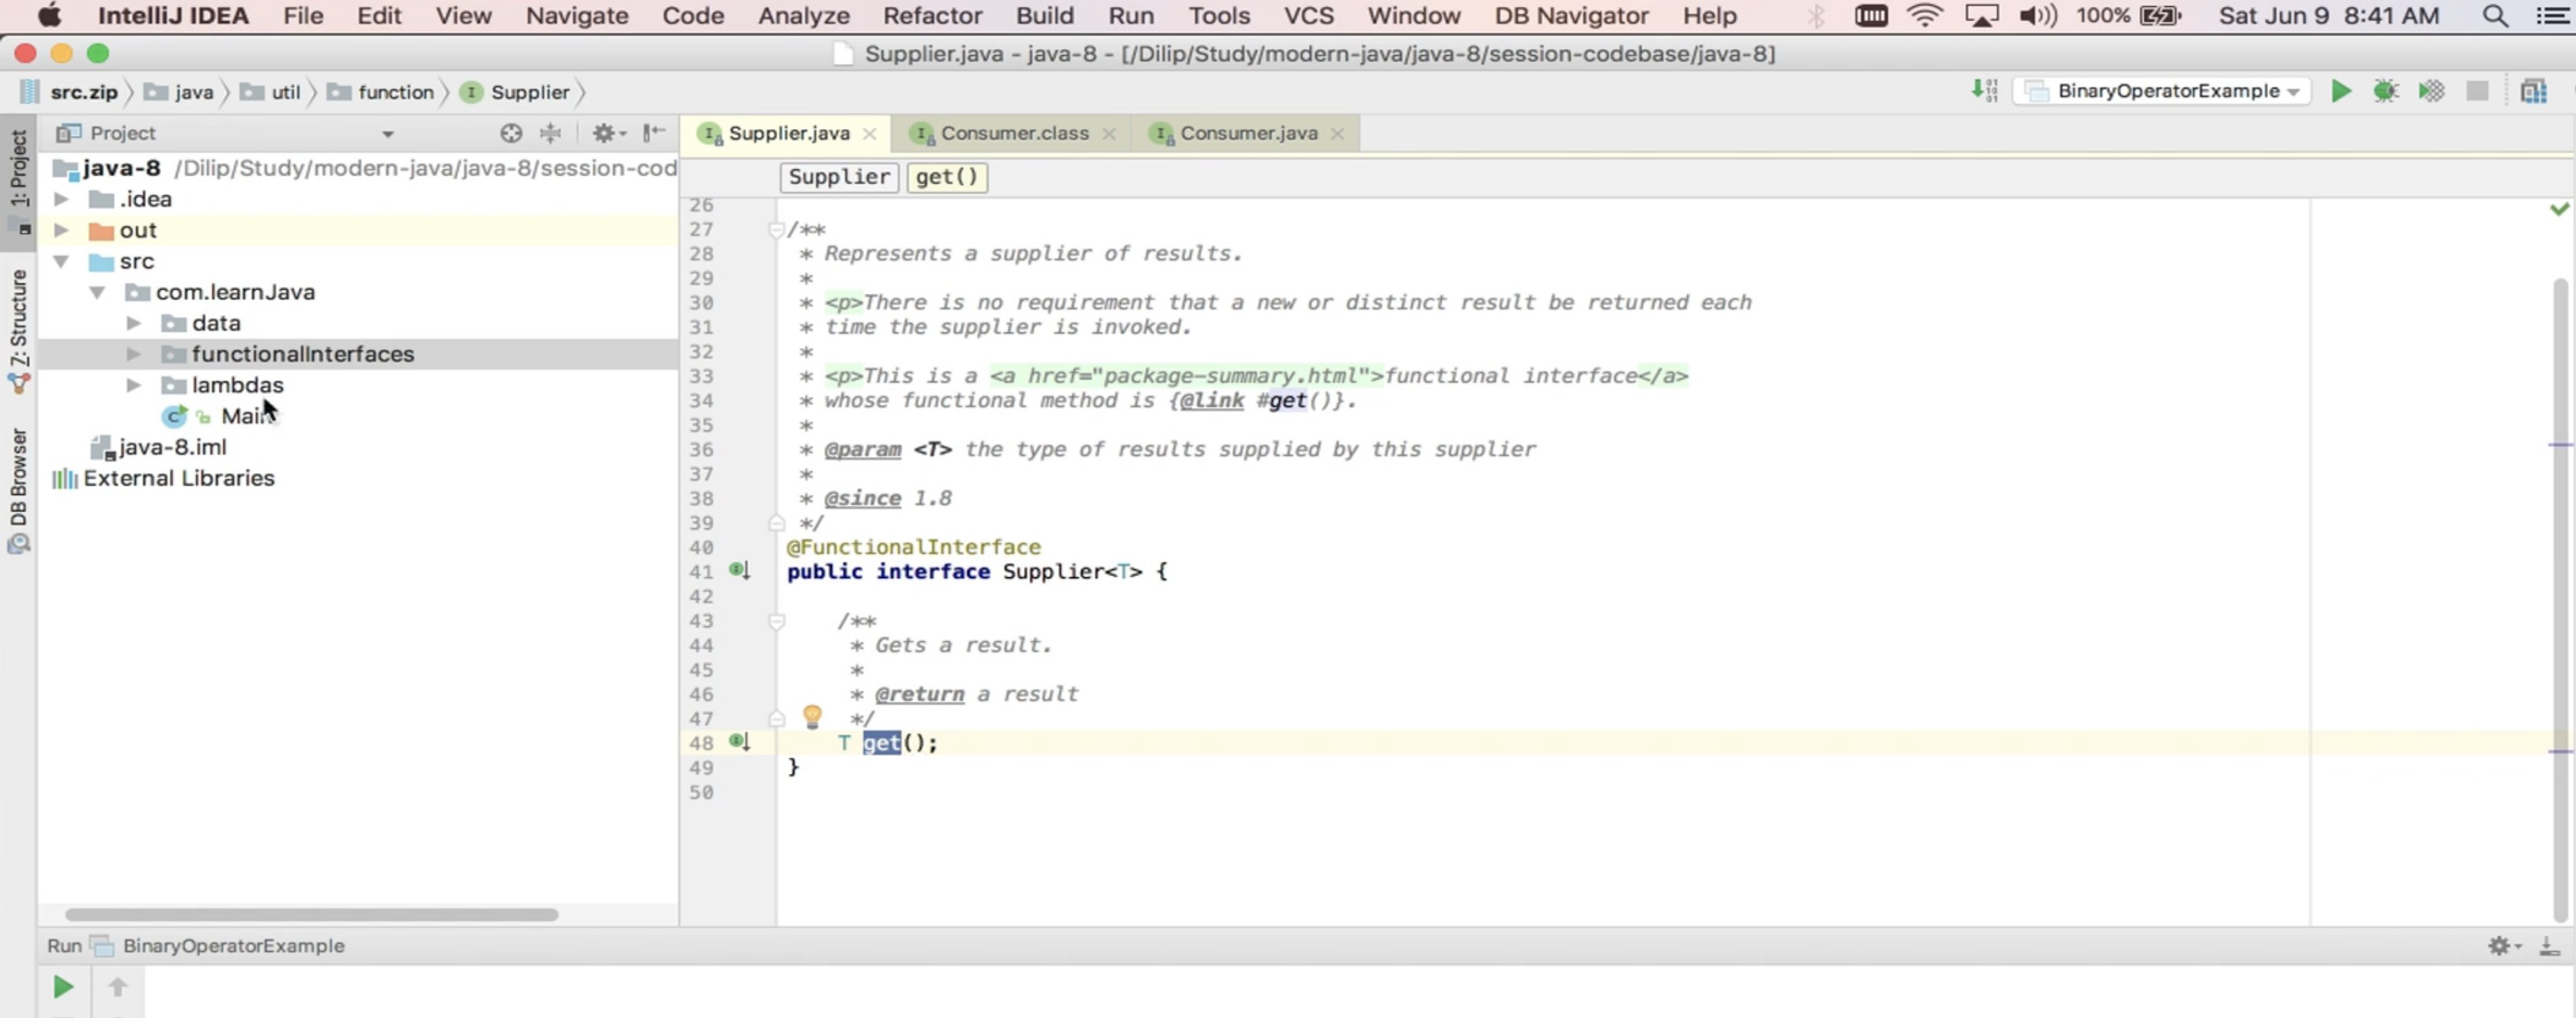 IntelliJ IDEA File Edit View Navigate Code Analyze Refactor Build Run Tools VCS Window DB Navigator Help 100% Sat Jun 9 8:41 AM
Supplier.java - java-8 - [/Dilip/Study/modern-java/java-8/session-codebase/java-8]
src.zip java util function Supplier BinaryOperatorExample
Project
Supplier.java Consumer.class Consumer.java
1: Project
Z: Structure
DB Browser
java-8 /Dilip/Study/modern-java/java-8/session-cod
.idea
out
src
com.learnJava
data
functionalInterfaces
lambdas
Main
java-8.iml
External Libraries
Supplier get()
26
27 /**
28 * Represents a supplier of results.
29 *
30 * <p>There is no requirement that a new or distinct result be returned each
31 * time the supplier is invoked.
32 *
33 * <p>This is a <a href="package-summary.html">functional interface</a>
34 * whose functional method is {@link #get()}.
35 *
36 * @param <T> the type of results supplied by this supplier
37 *
38 * @since 1.8
39 */
40 @FunctionalInterface
41 public interface Supplier<T> {
42
43 /**
44 * Gets a result.
45 *
46 * @return a result
47 */
48 T get();
49 }
50
Run BinaryOperatorExample